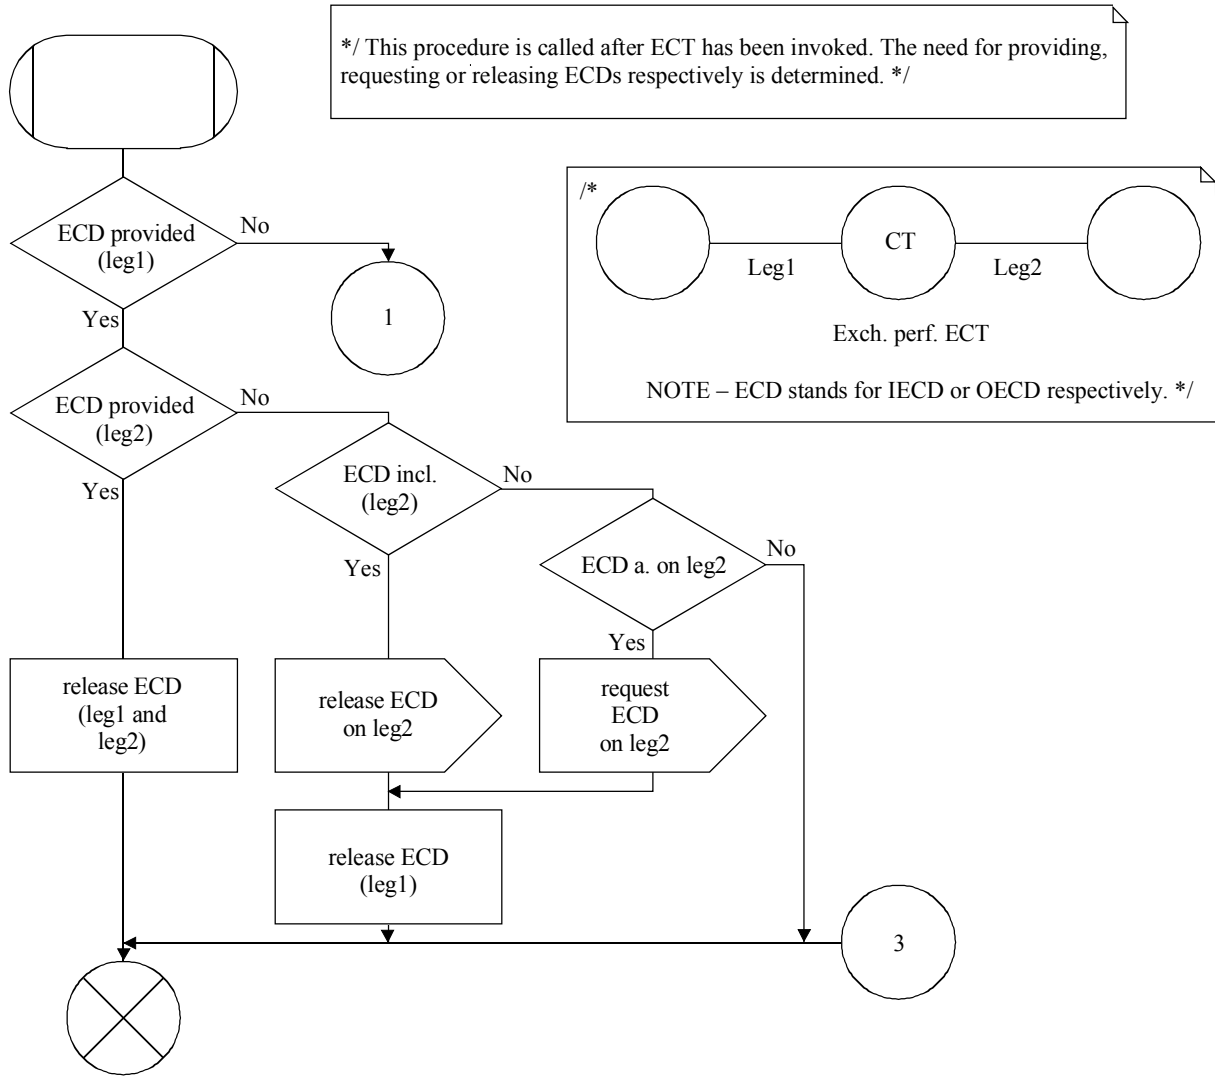 */ This procedure is called after ECT has been invoked. The need for providing,
requesting or releasing ECDs respectively is determined. */
/*
CT
Leg1
Leg2
Exch. perf. ECT
NOTE – ECD stands for IECD or OECD respectively. */
ECD provided
(leg1)
No
Yes
1
ECD provided
(leg2)
No
Yes
ECD incl.
(leg2)
No
Yes
ECD a. on leg2
No
Yes
release ECD
(leg1 and
leg2)
release ECD
on leg2
request
ECD
on leg2
release ECD
(leg1)
3